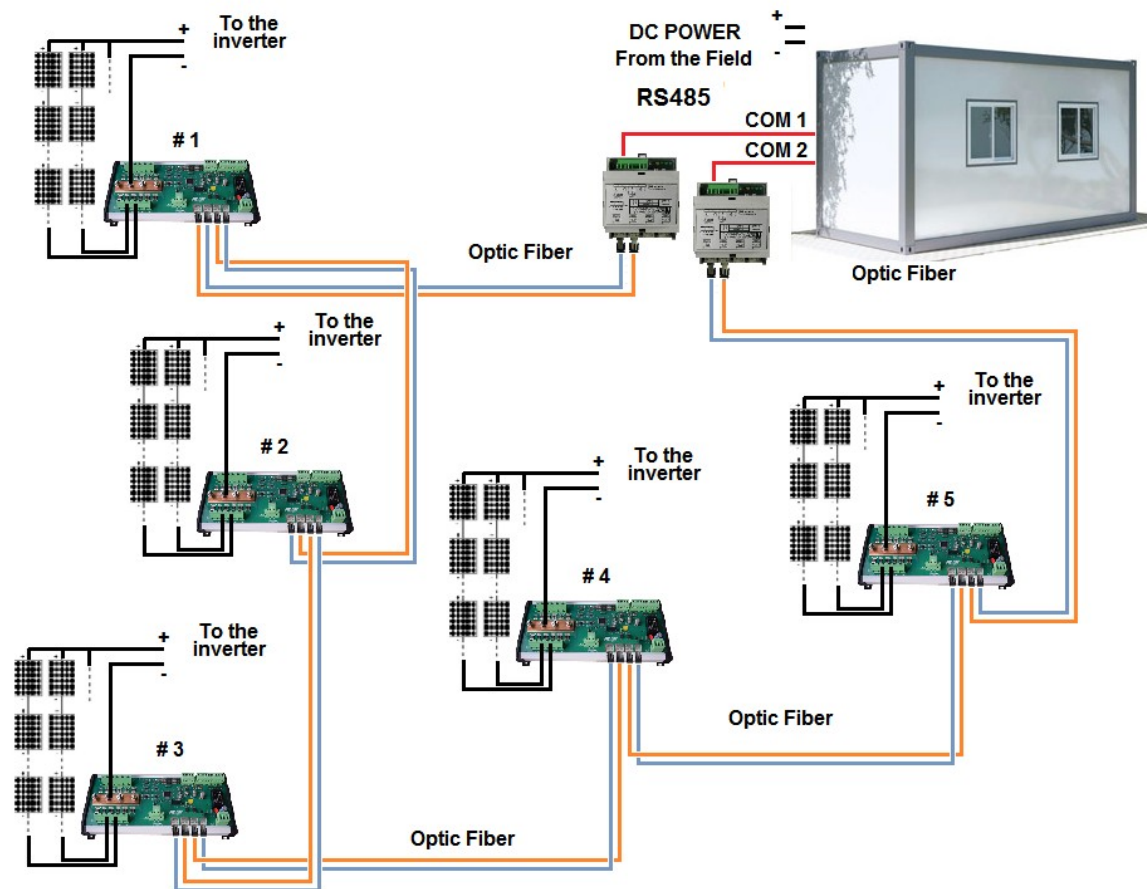 +
To the
inverter
-
# 1
DC POWER
From the Field
+
-
RS485
COM 1
COM 2
Optic Fiber
Optic Fiber
+
To the
inverter
-
# 2
+
To the
inverter
-
# 4
+
To the
inverter
-
# 5
+
To the
inverter
-
# 3
Optic Fiber
Optic Fiber